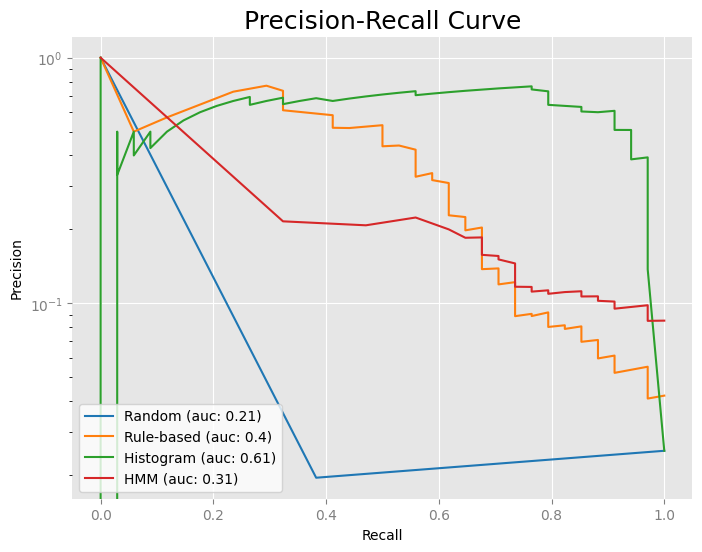 Precision-Recall Curve
10⁰
10⁻¹
Precision
0.0 0.2 0.4 0.6 0.8 1.0
Recall
Random (auc: 0.21)
Rule-based (auc: 0.4)
Histogram (auc: 0.61)
HMM (auc: 0.31)